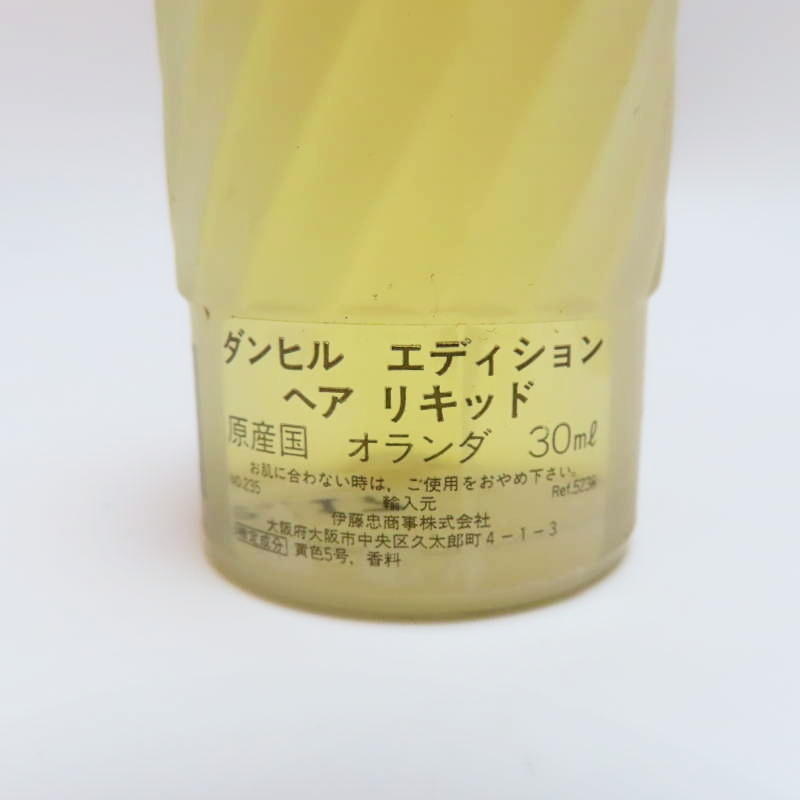 ダンヒル エディション
ヘア リキッド
原産国 オランダ 30ml
お肌に合わない時は、ご使用をおやめ下さい。
NO.235
輸入元
伊藤忠商事株式会社
大阪府大阪市中央区久太郎町4-1-3
指定成分 黄色5号、香料